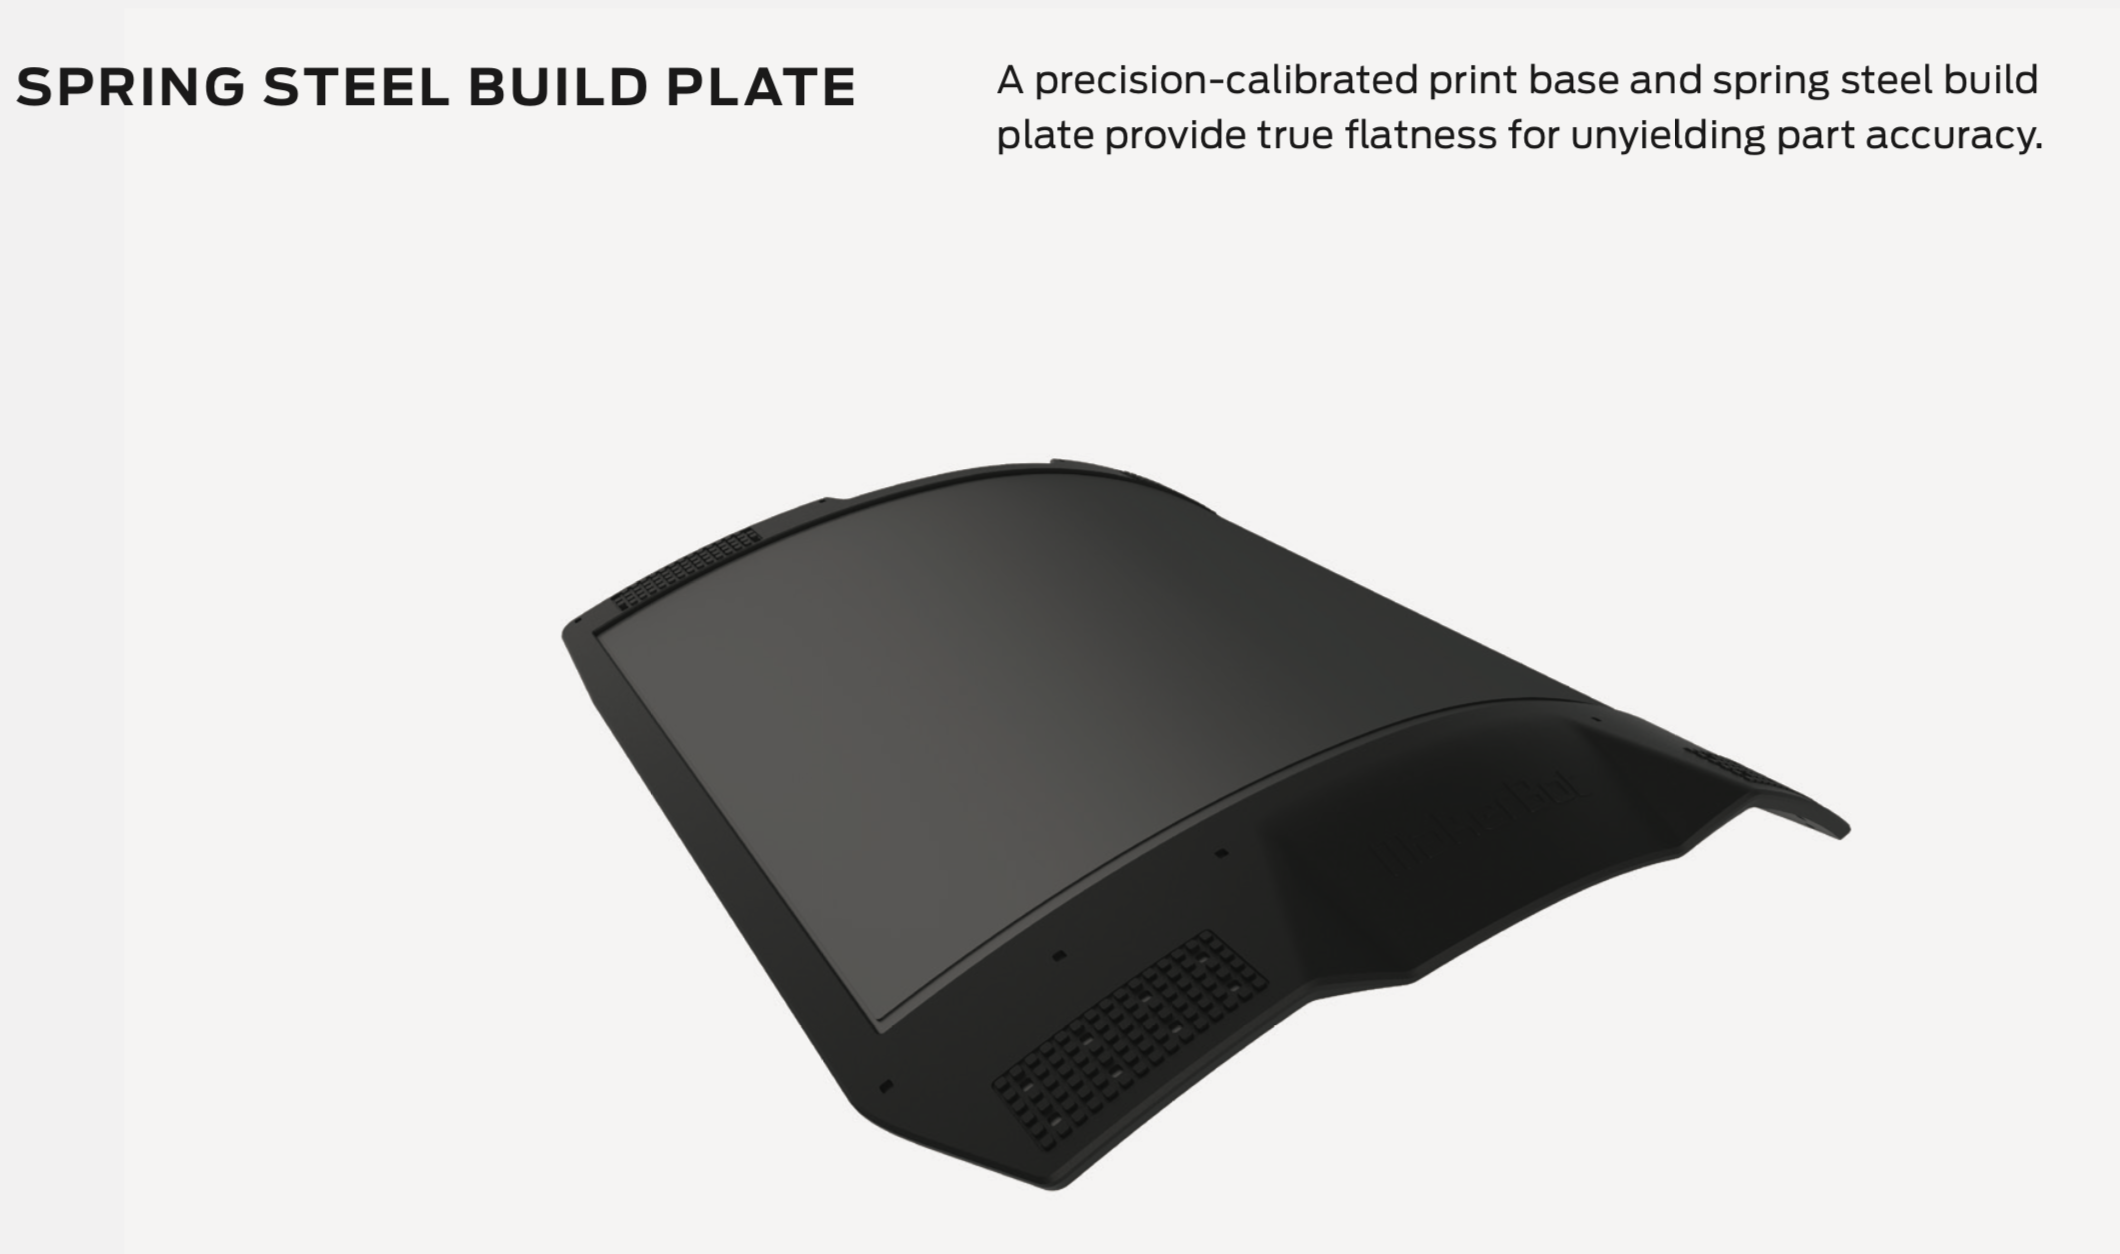 SPRING STEEL BUILD PLATE
A precision-calibrated print base and spring steel build
plate provide true flatness for unyielding part accuracy.